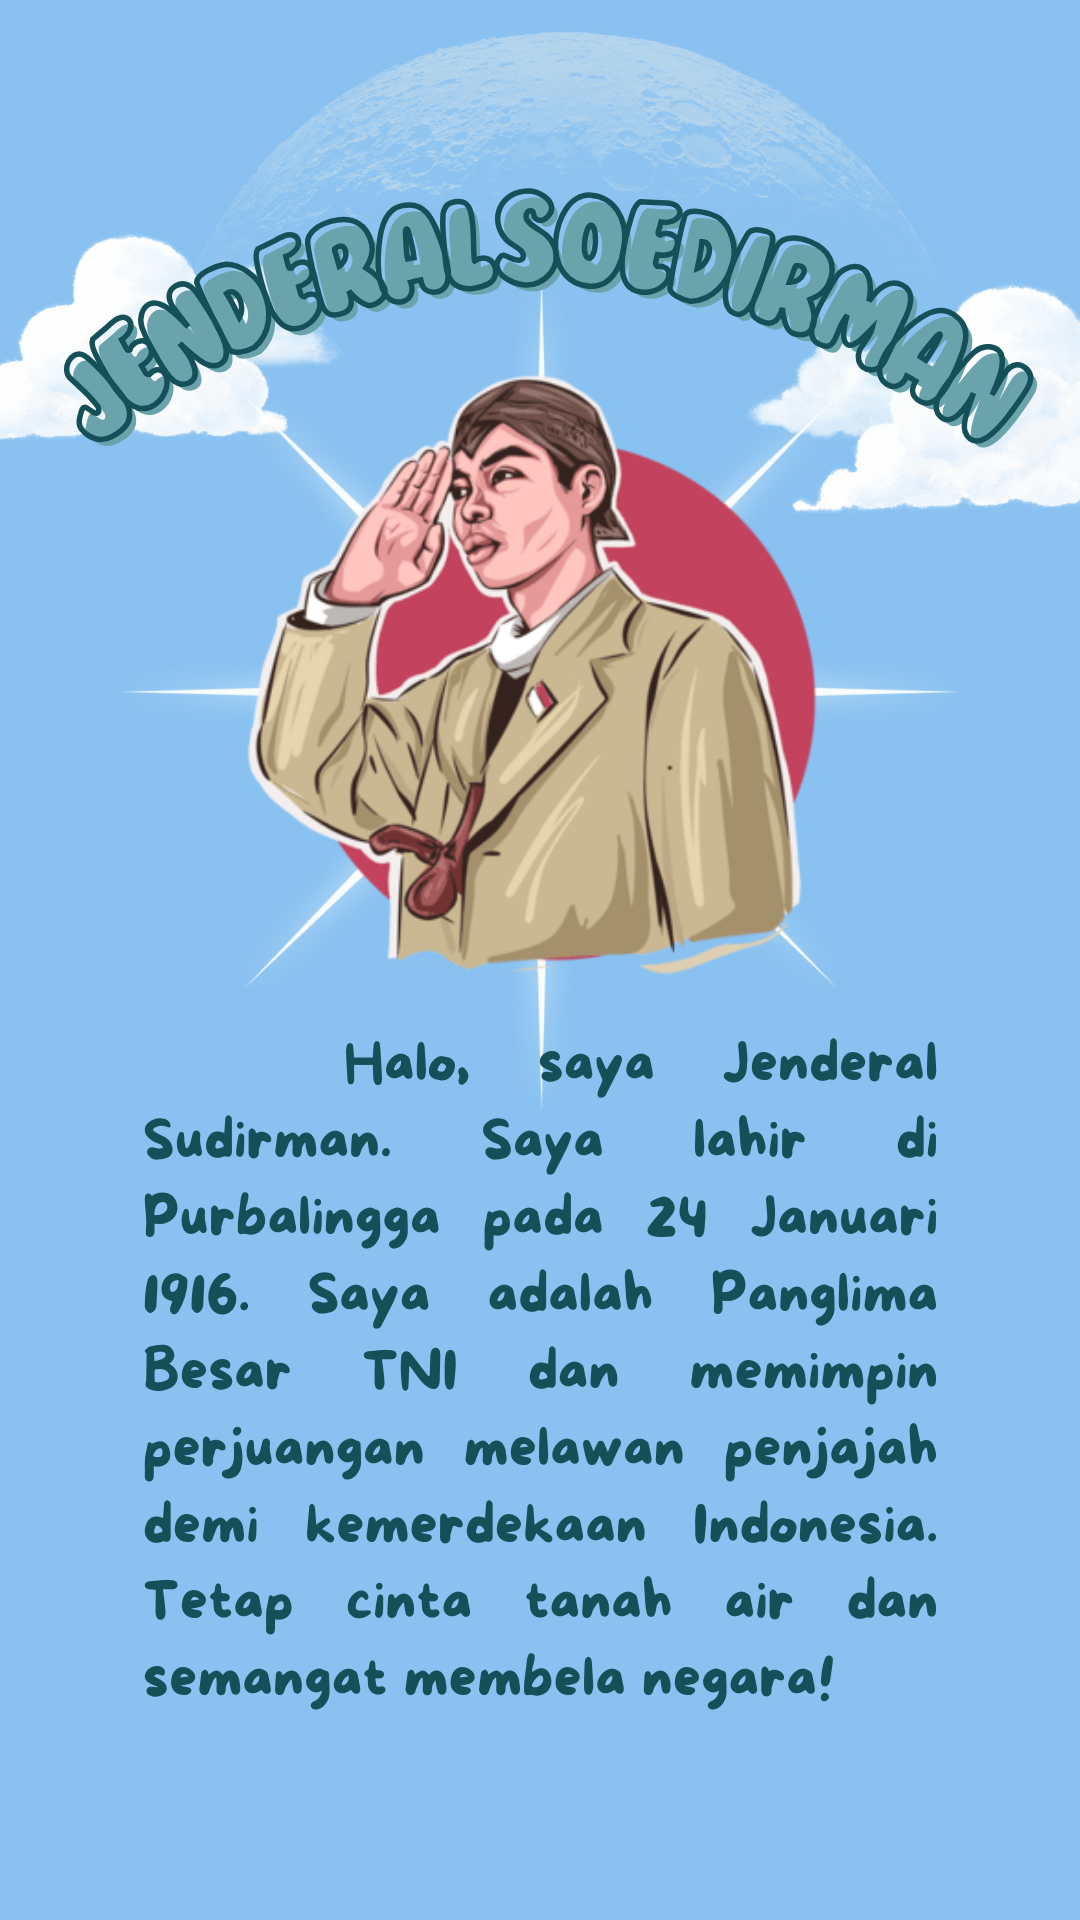 JENDERALSOEDIRMAN
Halo, saya Jenderal
Sudirman. Saya lahir di
Purbalingga pada 24 Januari
1916. Saya adalah Panglima
Besar TNI dan memimpin
perjuangan melawan penjajah
demi kemerdekaan Indonesia.
Tetap cinta tanah air dan
semangat membela negara!